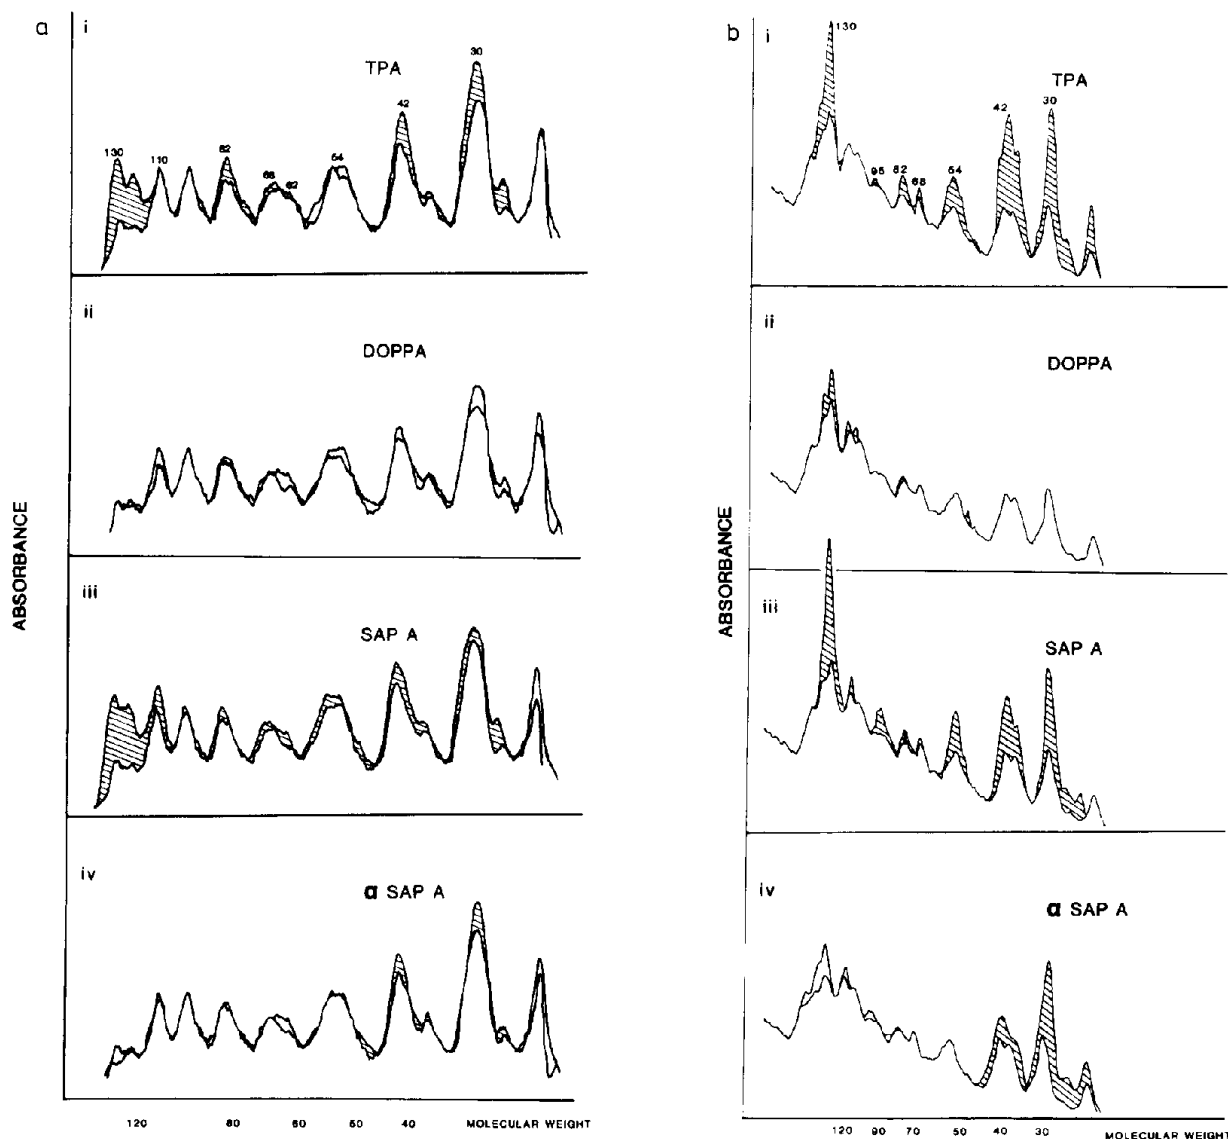 a
i
TPA
130
110
82
68
62
54
42
30
ii
DOPPA
iii
SAP A
iv
α SAP A
ABSORBANCE
120 80 60 40 MOLECULAR WEIGHT
b
i
TPA
130
95
82
68
54
42
30
ii
DOPPA
iii
SAP A
iv
α SAP A
ABSORBANCE
120 90 70 50 40 30 MOLECULAR WEIGHT